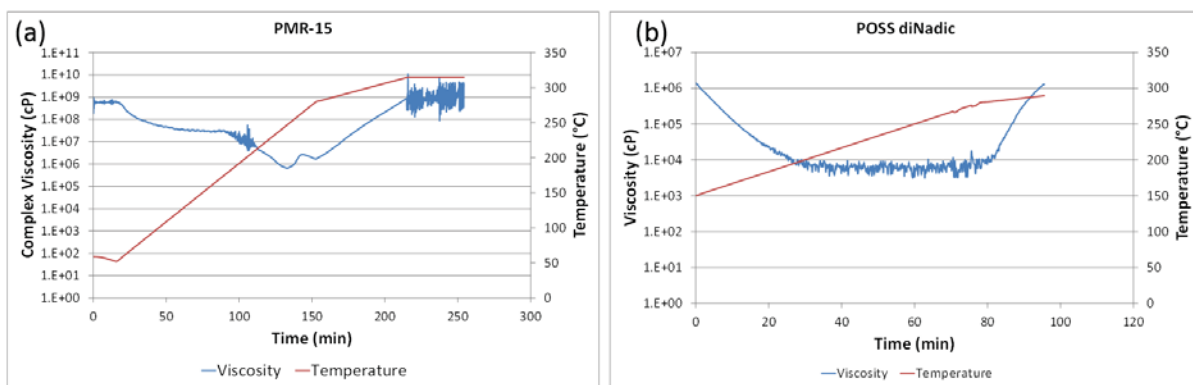 (a)
PMR-15
Complex Viscosity (cP)
1.E+11
1.E+10
1.E+09
1.E+08
1.E+07
1.E+06
1.E+05
1.E+04
1.E+03
1.E+02
1.E+01
1.E+00
350
300
250
200
150
100
50
0
Temperature (°C)
0 50 100 150 200 250 300
Time (min)
Viscosity Temperature
(b)
POSS diNadic
Viscosity (cP)
1.E+07
1.E+06
1.E+05
1.E+04
1.E+03
1.E+02
1.E+01
1.E+00
350
300
250
200
150
100
50
0
Temperature (°C)
0 20 40 60 80 100 120
Time (min)
Viscosity Temperature